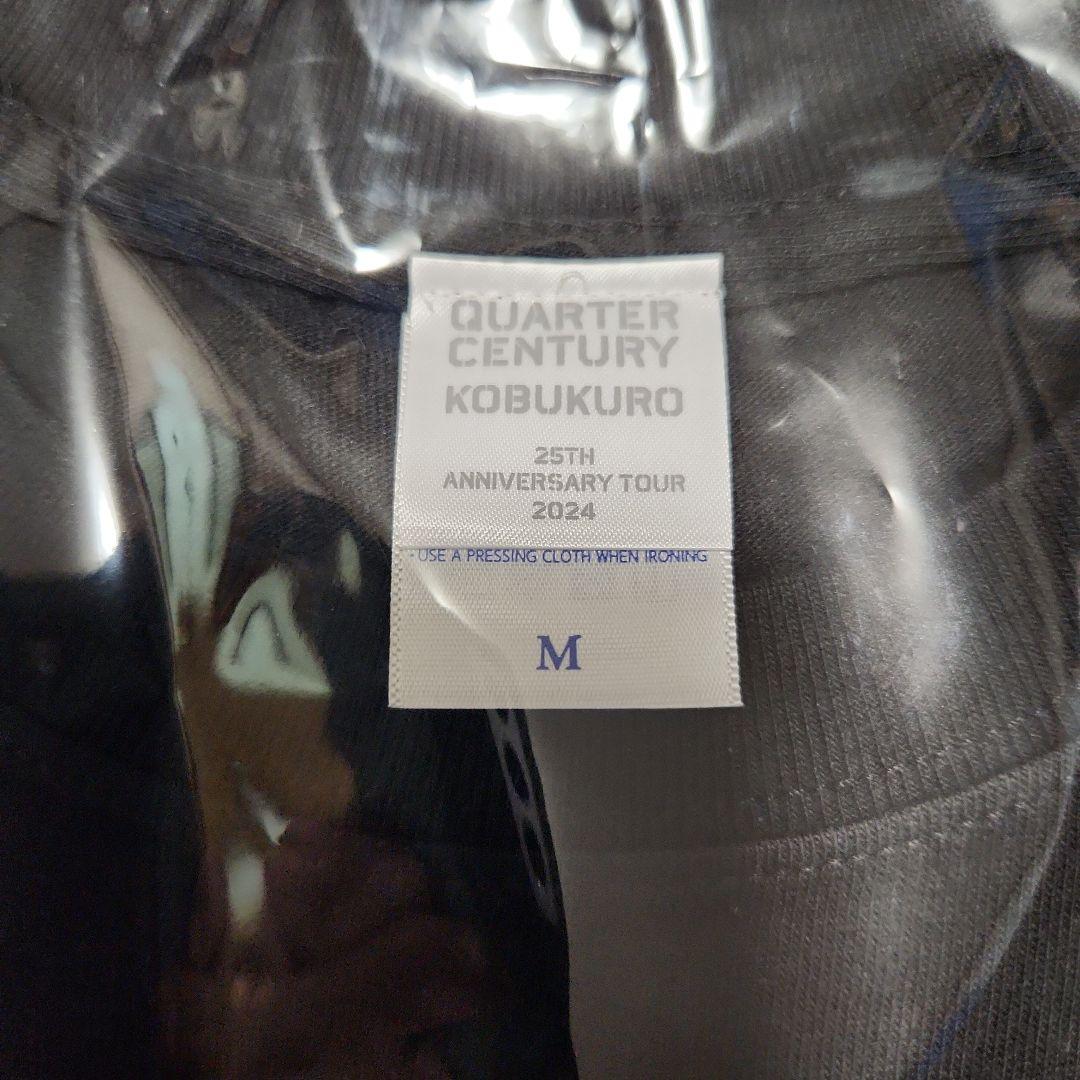 QUARTER
CENTURY
KOBUKURO
25TH
ANNIVERSARY TOUR
2024
・USE A PRESSING CLOTH WHEN IRONING
M